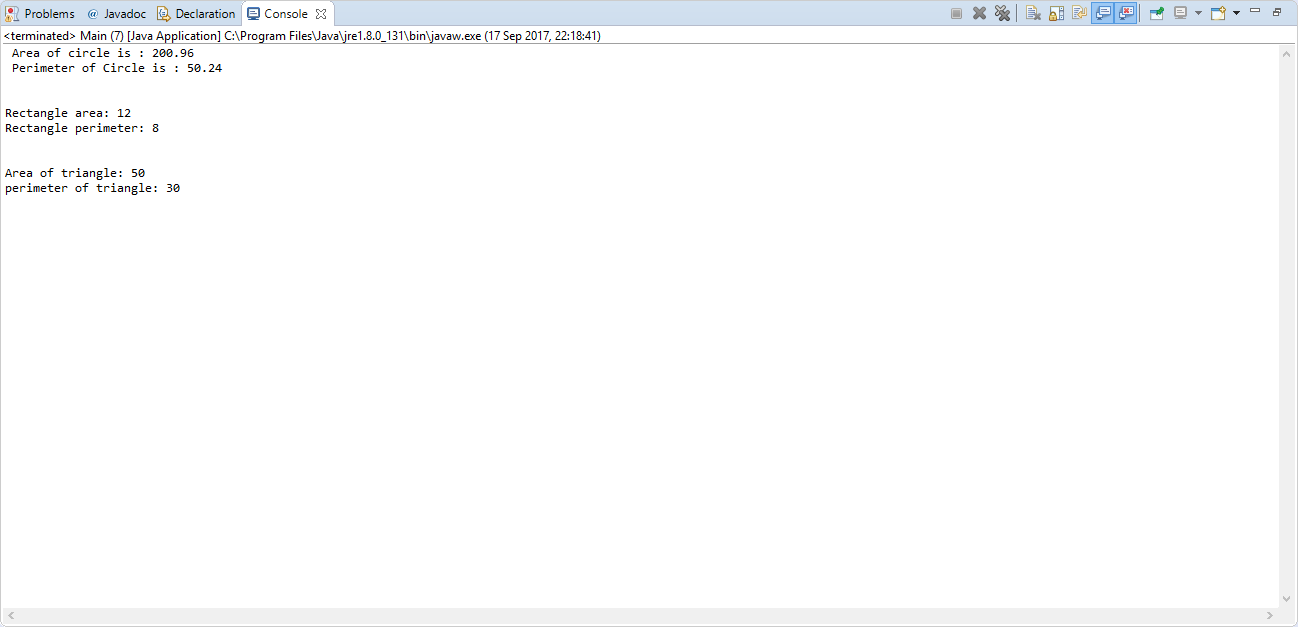 Problems @ Javadoc Declaration Console
<terminated> Main (7) [Java Application] C:\Program Files\Java\jre1.8.0_131\bin\javaw.exe (17 Sep 2017, 22:18:41)
Area of circle is : 200.96
Perimeter of Circle is : 50.24
Rectangle area: 12
Rectangle perimeter: 8
Area of triangle: 50
perimeter of triangle: 30